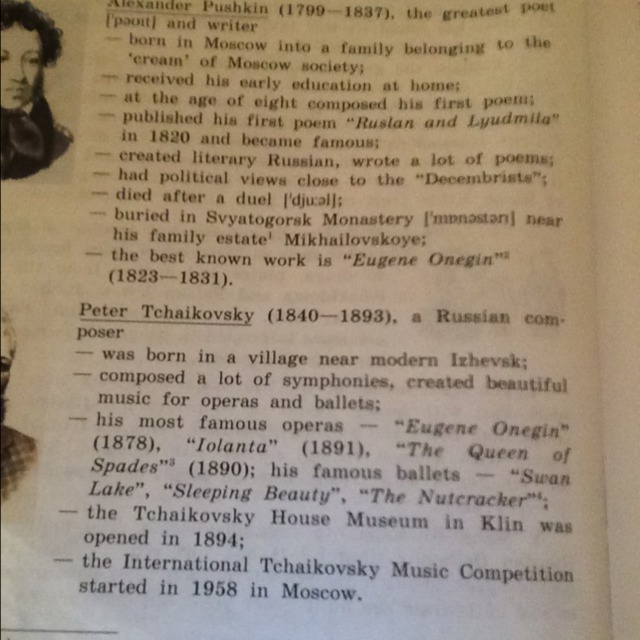 Alexander Pushkin (1799—1837), the greatest poet
['pəʊɪt] and writer
— born in Moscow into a family belonging to the
'cream' of Moscow society;
— received his early education at home;
— at the age of eight composed his first poem;
— published his first poem "Ruslan and Lyudmila"
in 1820 and became famous;
— created literary Russian, wrote a lot of poems;
— had political views close to the "Decembrists";
— died after a duel ['dju:əl];
— buried in Svyatogorsk Monastery ['mɒnəstərɪ] near
his family estate¹ Mikhailovskoye;
— the best known work is "Eugene Onegin"²
(1823—1831).
Peter Tchaikovsky (1840—1893), a Russian com-
poser
— was born in a village near modern Izhevsk;
— composed a lot of symphonies, created beautiful
music for operas and ballets;
— his most famous operas — "Eugene Onegin"
(1878), "Iolanta" (1891), "The Queen of
Spades"³ (1890); his famous ballets — "Swan
Lake", "Sleeping Beauty", "The Nutcracker"⁴;
— the Tchaikovsky House Museum in Klin was
opened in 1894;
— the International Tchaikovsky Music Competition
started in 1958 in Moscow.